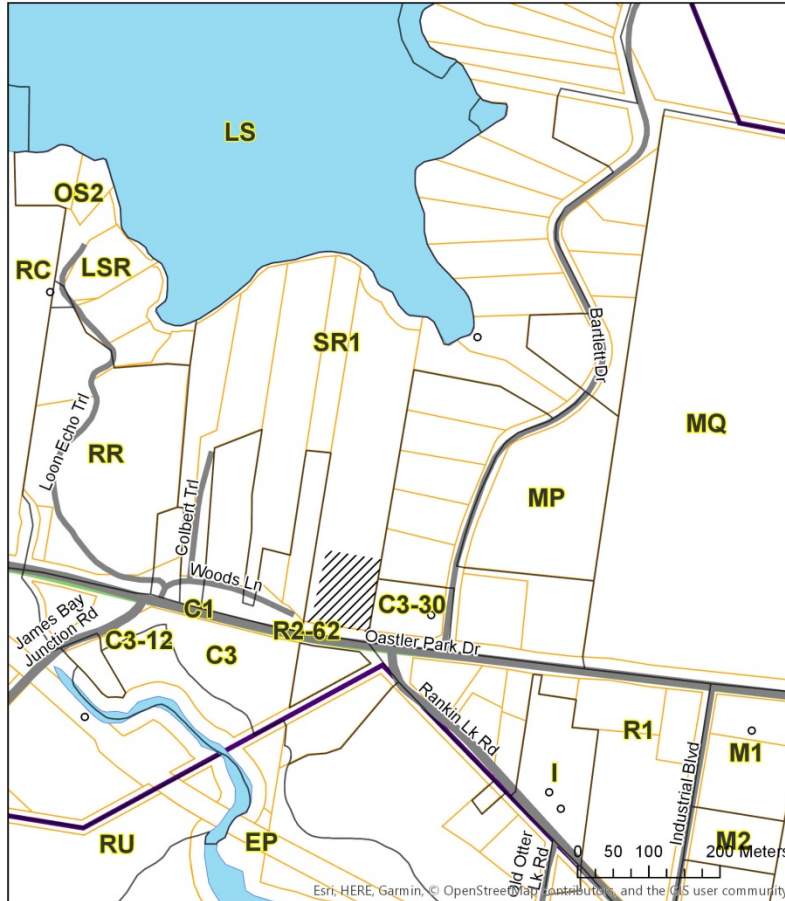 LS
OS2
RC
LSR
SR1
Bartlett Dr
MQ
Loon Echo Trl
RR
Colbert Trl
MP
Woods Ln
C1
C3-30
R2-62
Oastler Park Dr
James Bay
Junction Rd
C3-12
C3
Rankin Lk Rd
R1
Industrial Blvd
M1
I
RU
EP
M2
Old Otter
Lk Rd
0 50 100 200 Meters
Esri, HERE, Garmin, © OpenStreetMap contributors, and the GIS user community